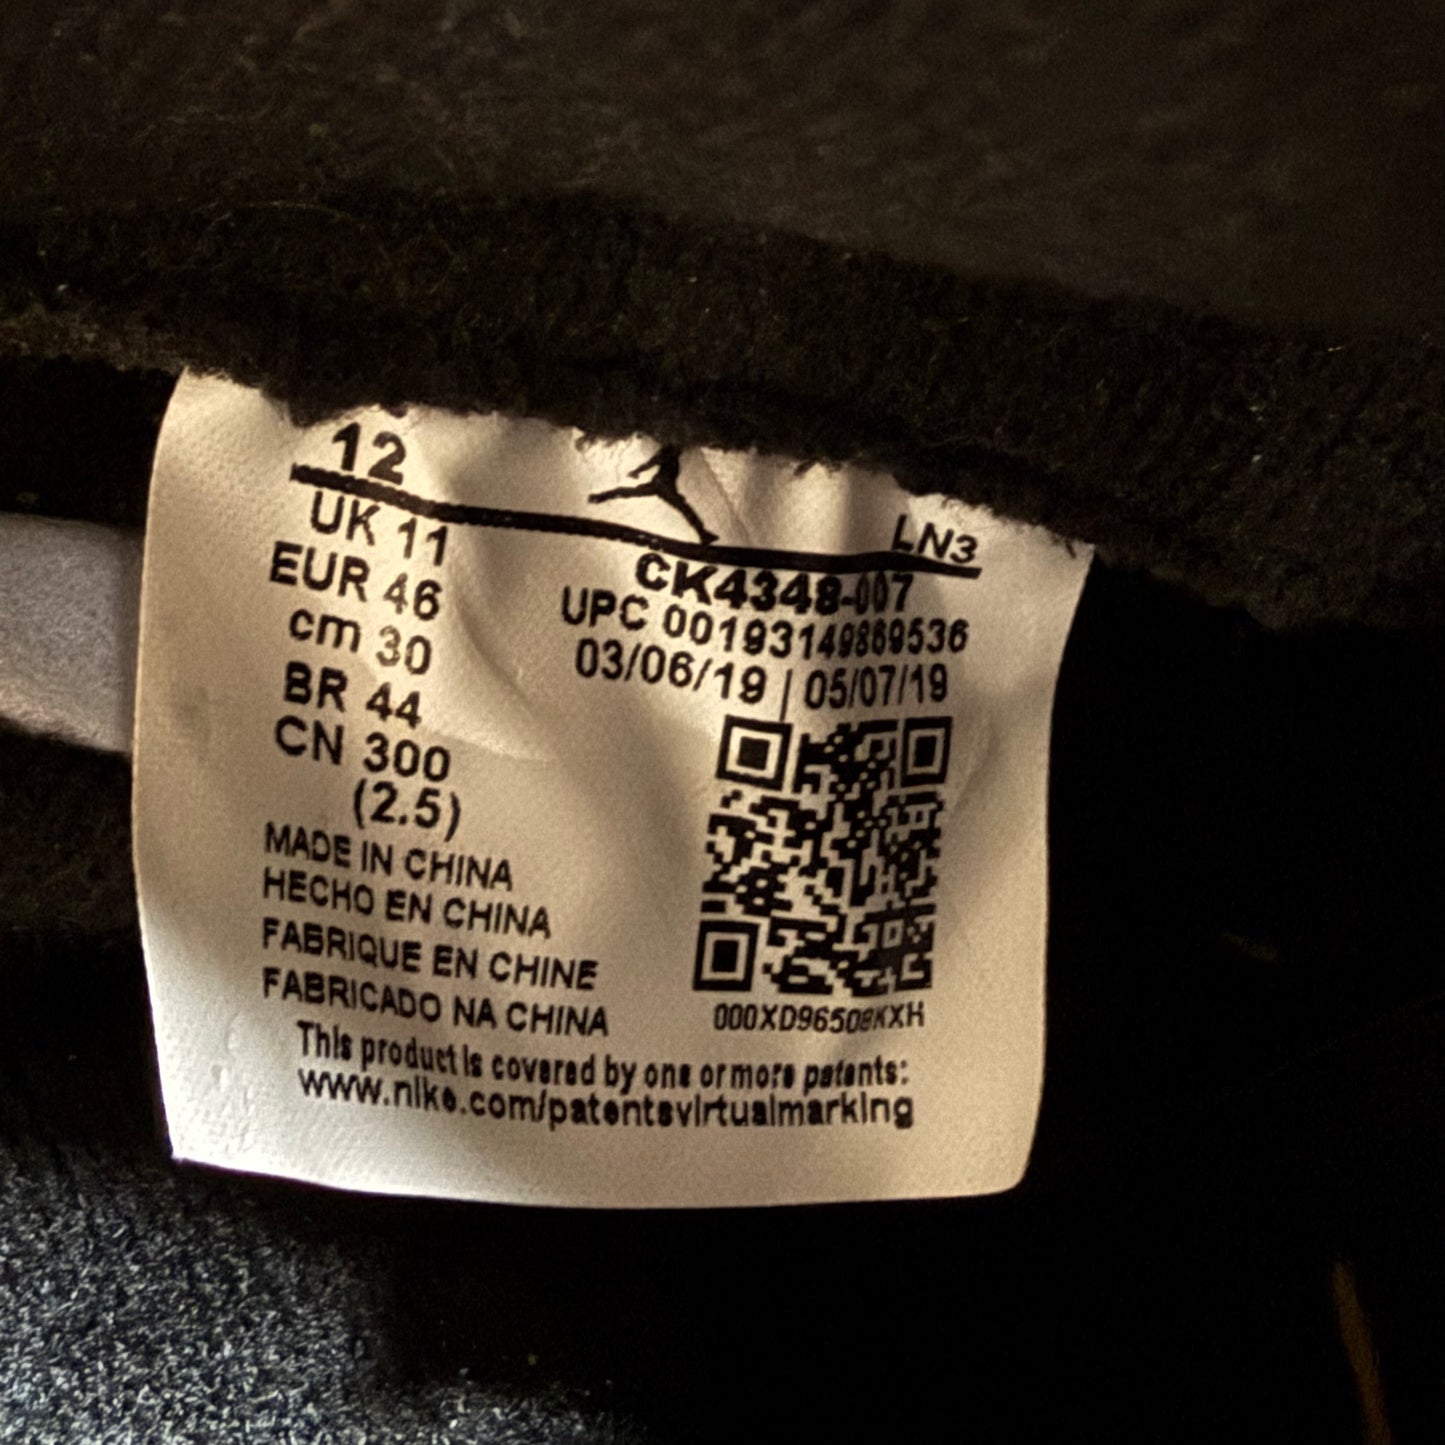 12
LN3
UK 11
EUR 46
cm 30
BR 44
CN 300
(2.5)
CK4348-007
UPC 00193149869536
03/06/19 | 05/07/19
MADE IN CHINA
HECHO EN CHINA
FABRIQUE EN CHINE
FABRICADO NA CHINA
000XD96508KXH
This product is covered by one or more patents:
www.nike.com/patentsvirtualmarking